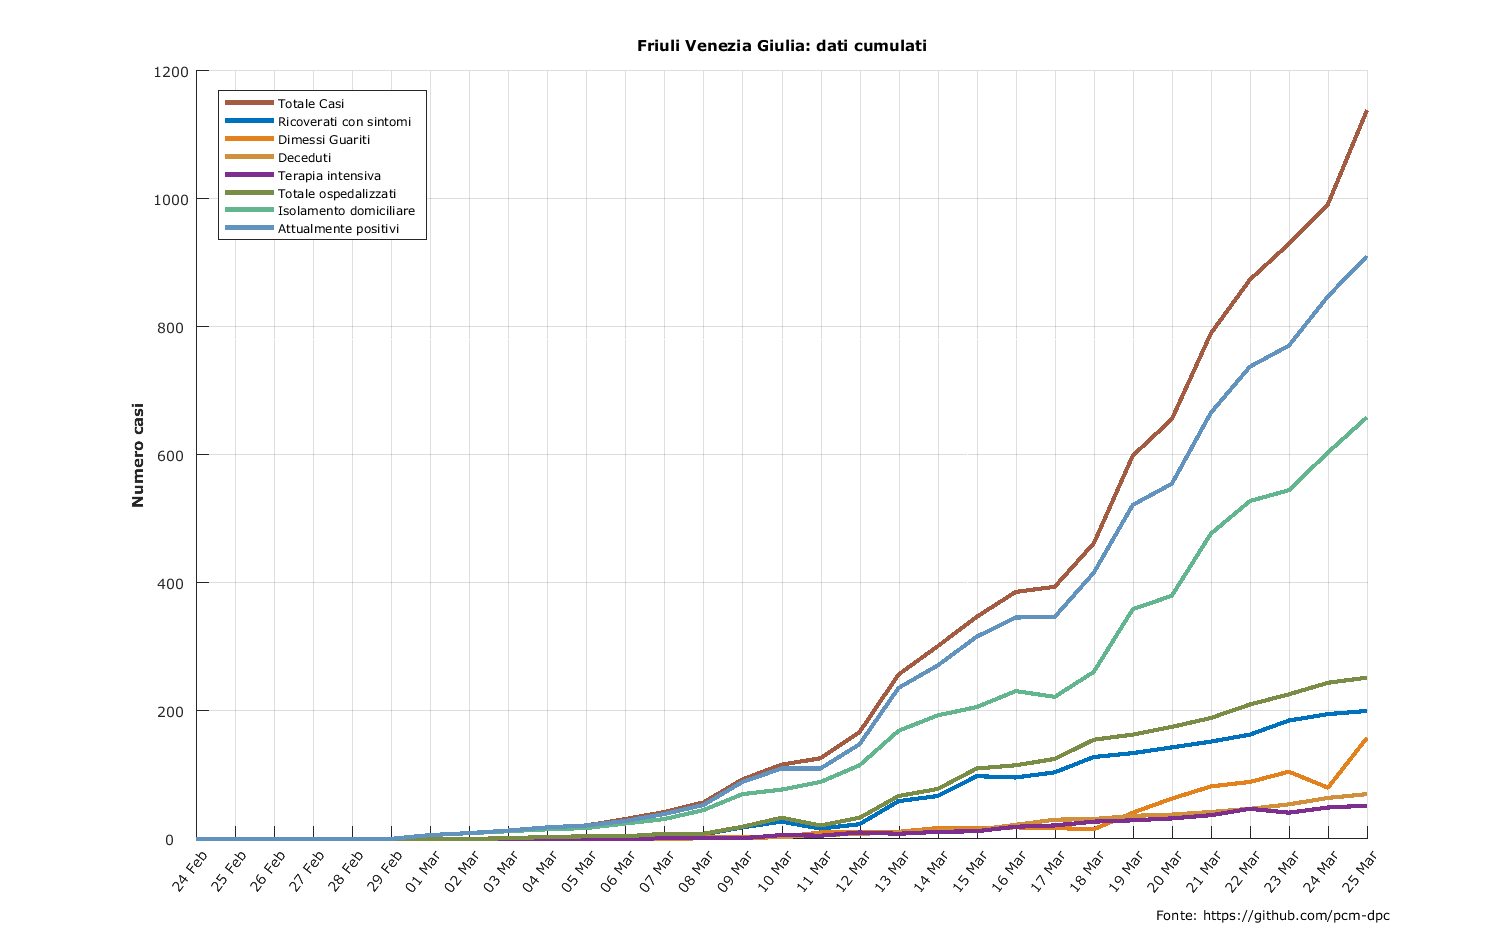 Friuli Venezia Giulia: dati cumulati
1200
1000
800
600
400
200
0
Numero casi
Totale Casi
Ricoverati con sintomi
Dimessi Guariti
Deceduti
Terapia intensiva
Totale ospedalizzati
Isolamento domiciliare
Attualmente positivi
24 Feb
25 Feb
26 Feb
27 Feb
28 Feb
29 Feb
01 Mar
02 Mar
03 Mar
04 Mar
05 Mar
06 Mar
07 Mar
08 Mar
09 Mar
10 Mar
11 Mar
12 Mar
13 Mar
14 Mar
15 Mar
16 Mar
17 Mar
18 Mar
19 Mar
20 Mar
21 Mar
22 Mar
23 Mar
24 Mar
25 Mar
Fonte: https://github.com/pcm-dpc